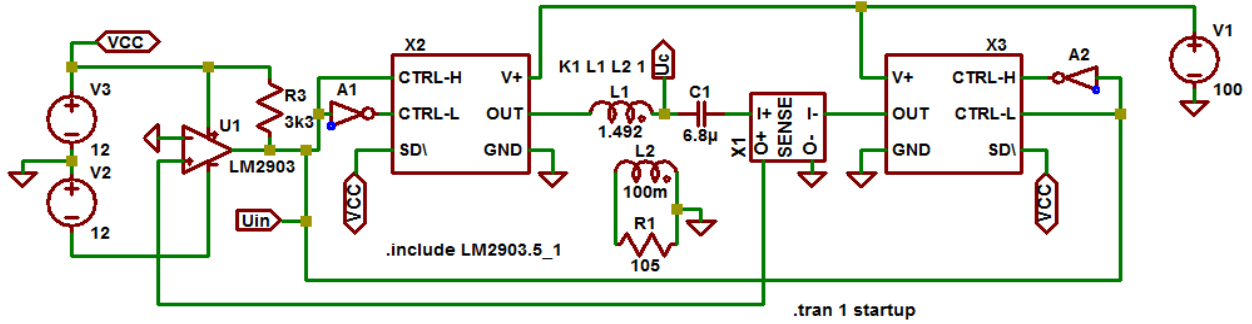 VCC
V3
12
V2
12
U1
LM2903
R3
3k3
Uin
A1
X2
CTRL-H
CTRL-L
SD\
V+
OUT
GND
VCC
.include LM2903.5_1
K1 L1 L2 1
L1
1.492
Uc
C1
6.8µ
L2
100m
R1
105
X1
SENSE
I+
O+
I-
O-
X3
V+
OUT
GND
CTRL-H
CTRL-L
SD\
A2
VCC
V1
100
.tran 1 startup